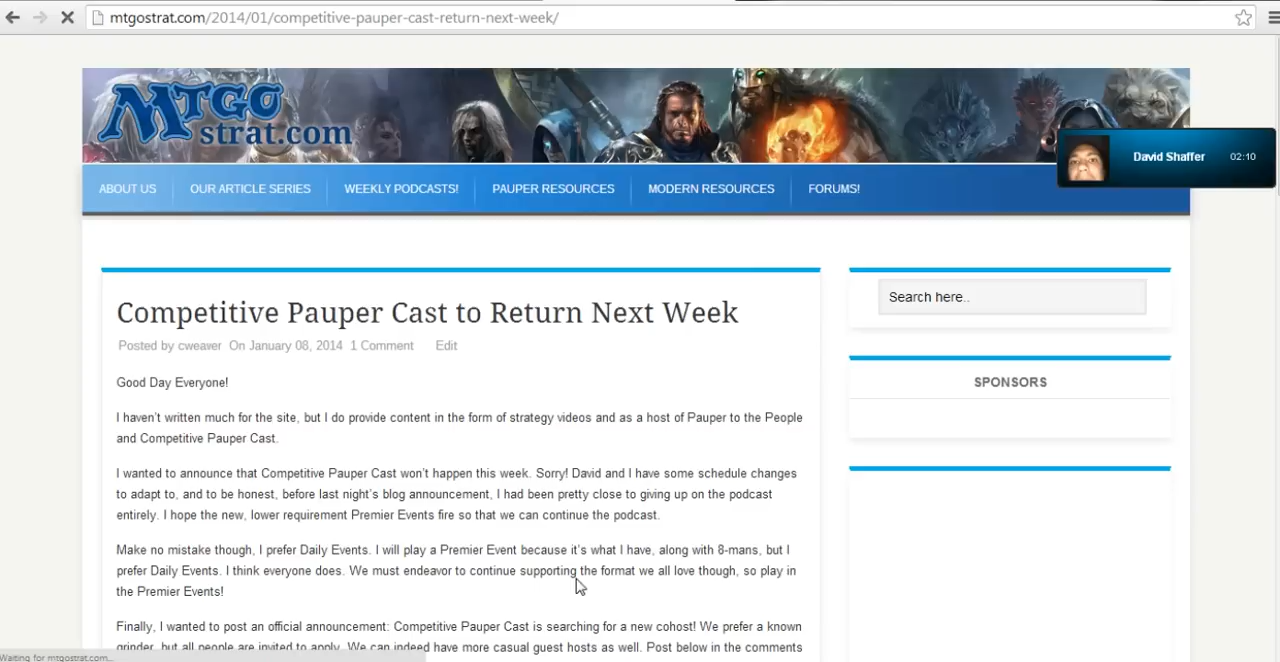 mtgostrat.com/2014/01/competitive-pauper-cast-return-next-week/
MTGO
strat.com
David Shaffer 02:10
ABOUT US OUR ARTICLE SERIES WEEKLY PODCASTS! PAUPER RESOURCES MODERN RESOURCES FORUMS!
Competitive Pauper Cast to Return Next Week
Posted by cweaver On January 08, 2014 1 Comment Edit
Good Day Everyone!
I haven't written much for the site, but I do provide content in the form of strategy videos and as a host of Pauper to the People
and Competitive Pauper Cast.
I wanted to announce that Competitive Pauper Cast won't happen this week. Sorry! David and I have some schedule changes
to adapt to, and to be honest, before last night's blog announcement, I had been pretty close to giving up on the podcast
entirely. I hope the new, lower requirement Premier Events fire so that we can continue the podcast.
Make no mistake though, I prefer Daily Events. I will play a Premier Event because it's what I have, along with 8-mans, but I
prefer Daily Events. I think everyone does. We must endeavor to continue supporting the format we all love though, so play in
the Premier Events!
Finally, I wanted to post an official announcement: Competitive Pauper Cast is searching for a new cohost! We prefer a known
grinder, but all people are invited to apply. We can indeed have more casual guest hosts as well. Post below in the comments
Search here..
SPONSORS
Waiting for mtgostrat.com...